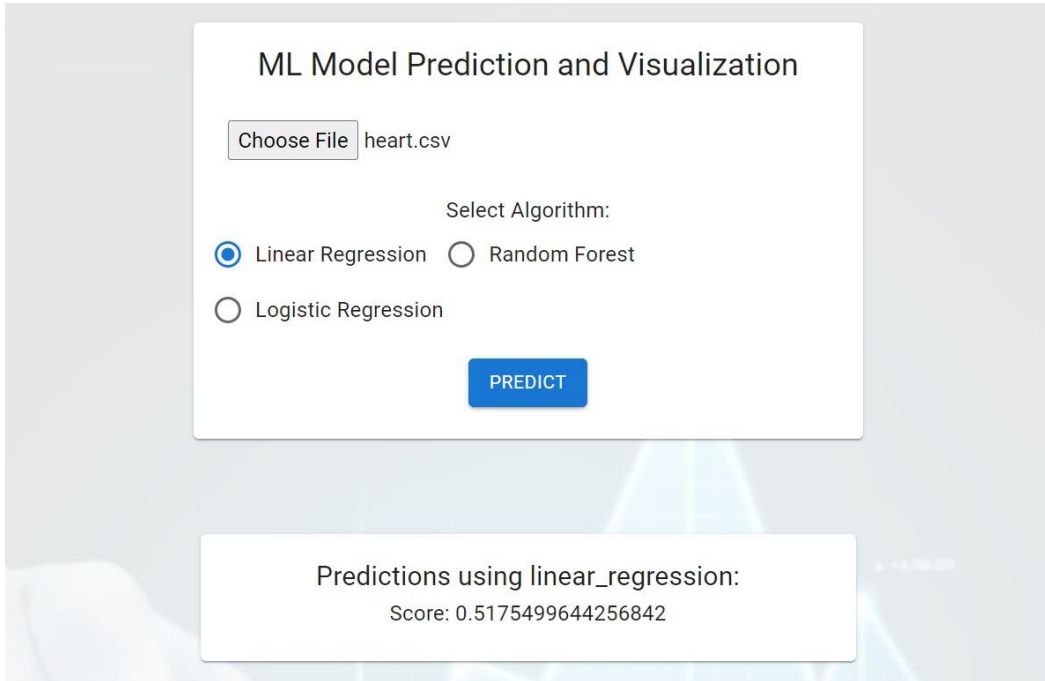 ML Model Prediction and Visualization
Choose File heart.csv
Select Algorithm:
Linear Regression Random Forest
Logistic Regression
PREDICT
Predictions using linear_regression:
Score: 0.5175499644256842